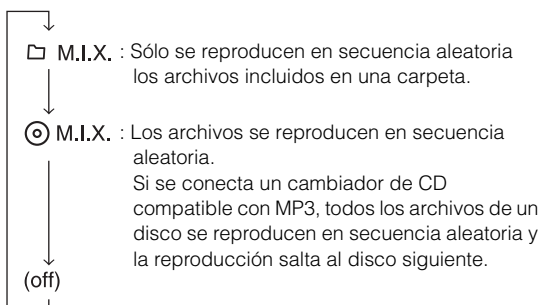 M.I.X. : Sólo se reproducen en secuencia aleatoria
los archivos incluidos en una carpeta.
M.I.X. : Los archivos se reproducen en secuencia
aleatoria.
Si se conecta un cambiador de CD
compatible con MP3, todos los archivos de un
disco se reproducen en secuencia aleatoria y
la reproducción salta al disco siguiente.
(off)